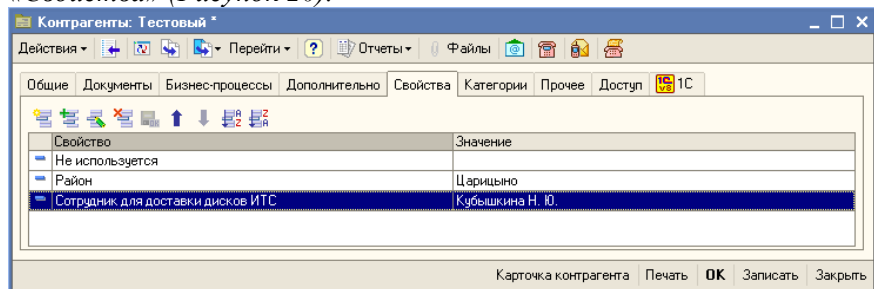 «Свойства» (Рисунок 20).
Контрагенты: Тестовый *
Действия Перейти ? Отчеты Файлы
Общие Документы Бизнес-процессы Дополнительно Свойства Категории Прочее Доступ 1С
Свойство Значение
Не используется
Район Царицыно
Сотрудник для доставки дисков ИТС Кубышкина Н. Ю.
Карточка контрагента Печать OK Записать Закрыть